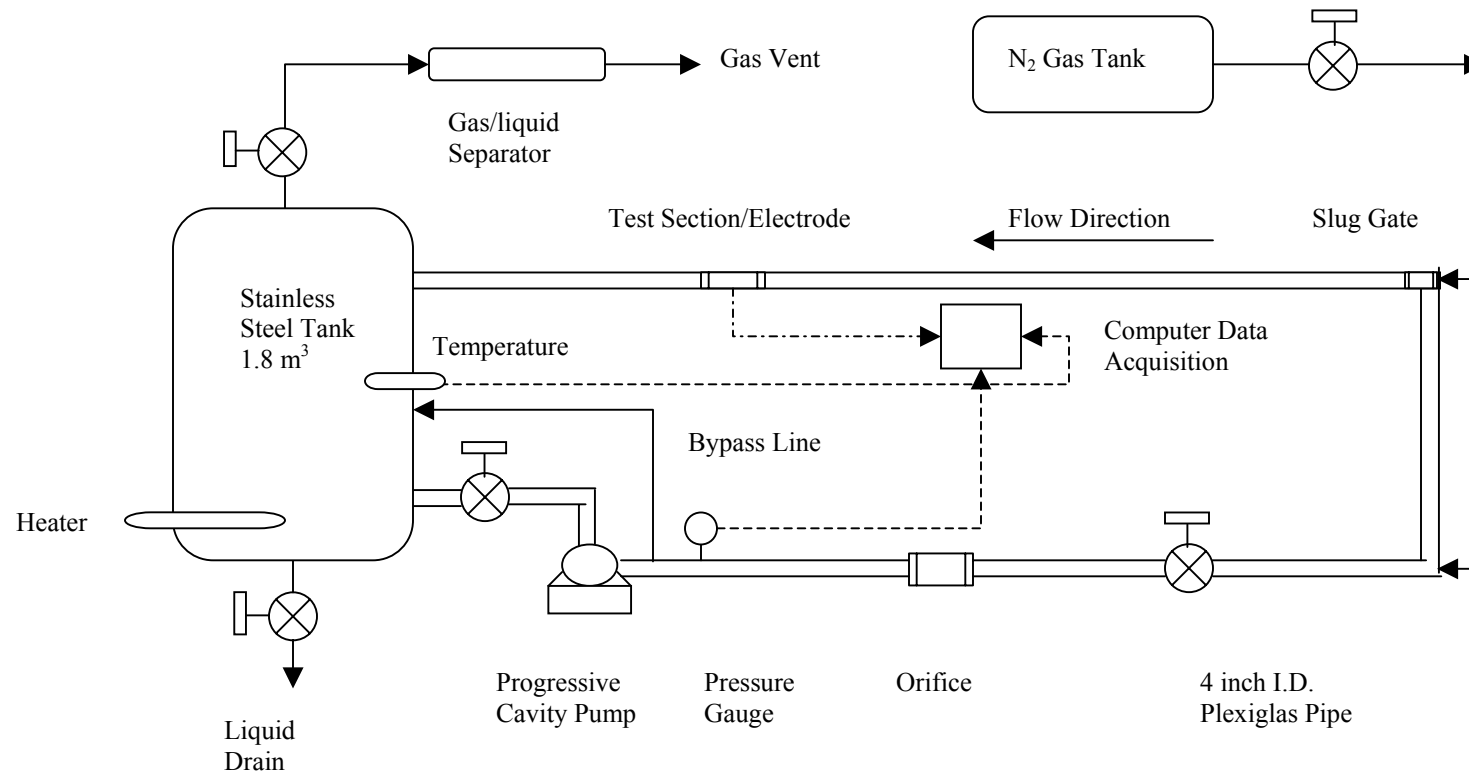 Gas Vent
N₂ Gas Tank
Gas/liquid
Separator
Test Section/Electrode
Flow Direction
Slug Gate
Stainless
Steel Tank
1.8 m³
Temperature
Computer Data
Acquisition
Bypass Line
Heater
Progressive
Cavity Pump
Pressure
Gauge
Orifice
4 inch I.D.
Plexiglas Pipe
Liquid
Drain